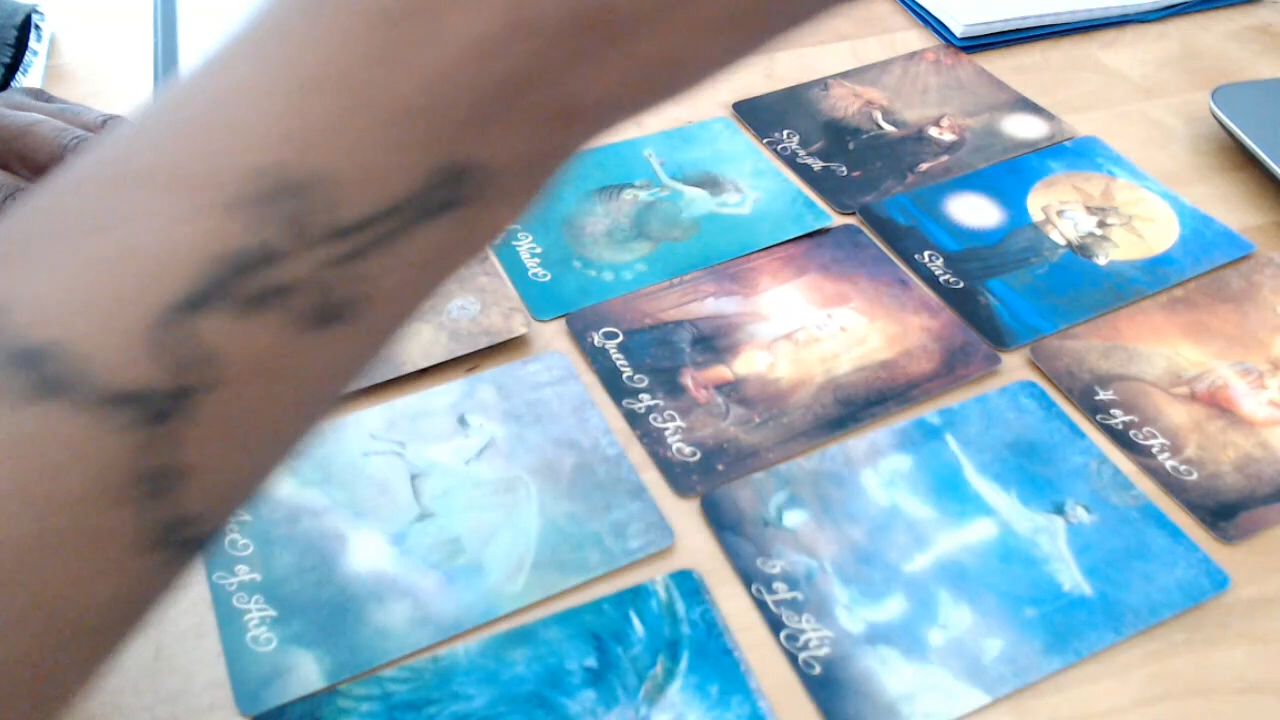 Strength
Water
Star
Queen of Fire
4 of Fire
of Air
of Air